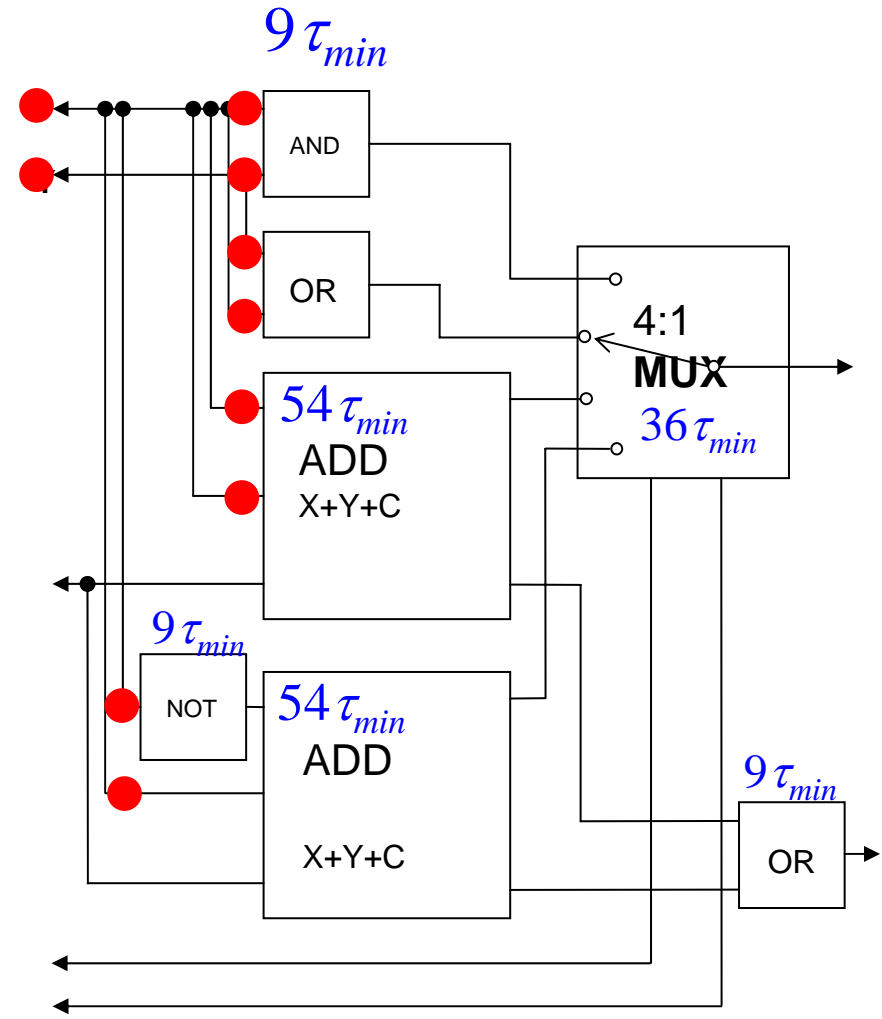 9τmin
AND
OR
4:1
MUX
36τmin
54τmin
ADD
X+Y+C
9τmin
NOT
54τmin
ADD
X+Y+C
9τmin
OR